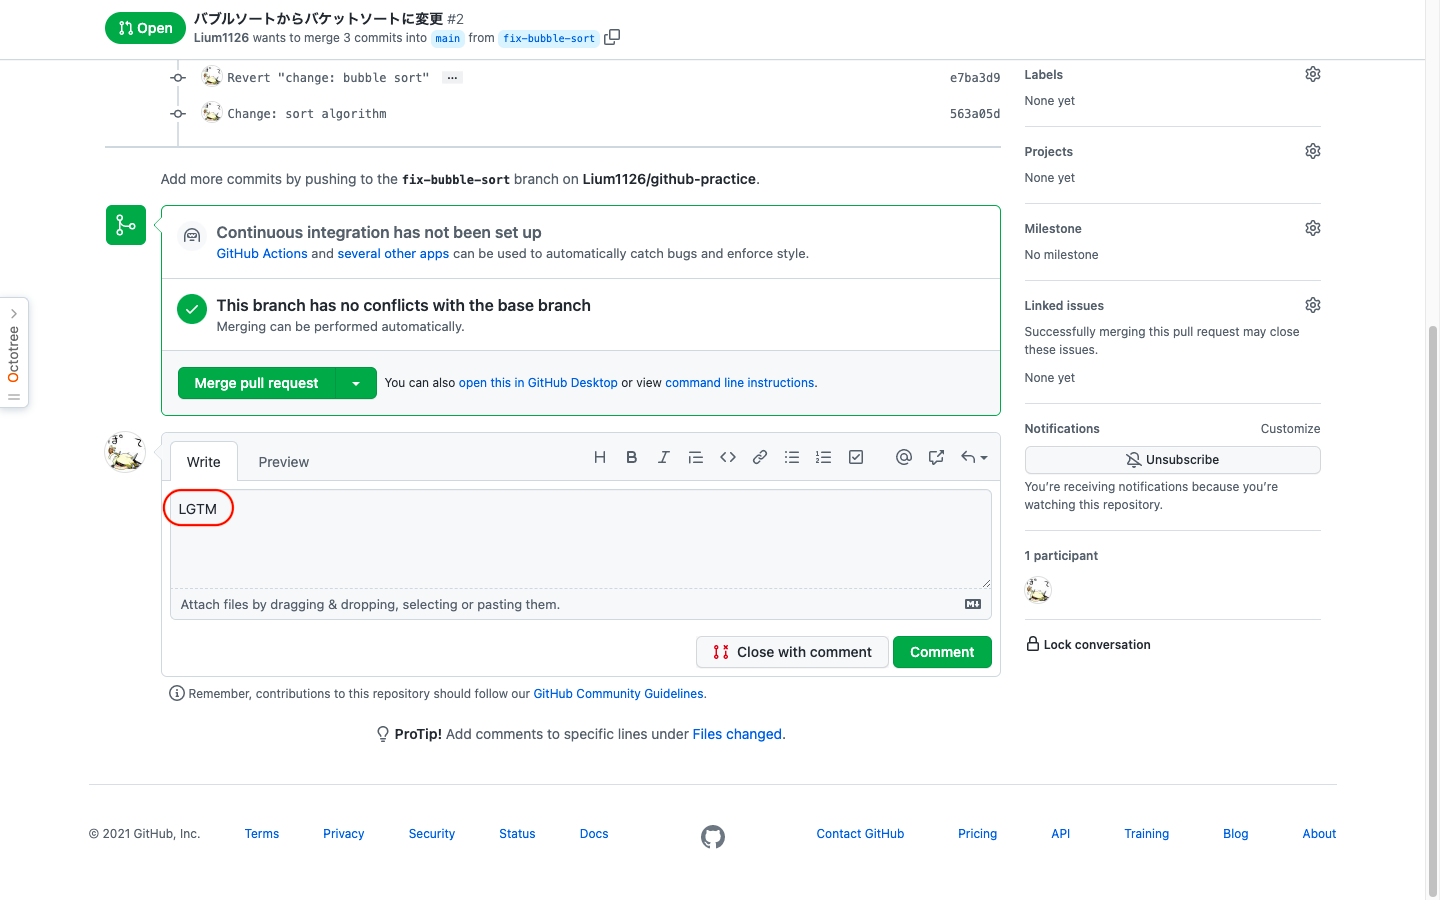 Open
バブルソートからバケットソートに変更 #2
Lium1126 wants to merge 3 commits into main from fix-bubble-sort
Revert "change: bubble sort" ... e7ba3d9
Change: sort algorithm 563a05d
Add more commits by pushing to the fix-bubble-sort branch on Lium1126/github-practice.
Continuous integration has not been set up
GitHub Actions and several other apps can be used to automatically catch bugs and enforce style.
This branch has no conflicts with the base branch
Merging can be performed automatically.
Merge pull request
You can also open this in GitHub Desktop or view command line instructions.
Write
Preview
LGTM
Attach files by dragging & dropping, selecting or pasting them.
Close with comment
Comment
Remember, contributions to this repository should follow our GitHub Community Guidelines.
ProTip! Add comments to specific lines under Files changed.
Labels
None yet
Projects
None yet
Milestone
No milestone
Linked issues
Successfully merging this pull request may close
these issues.
None yet
Notifications
Customize
Unsubscribe
You're receiving notifications because you're
watching this repository.
1 participant
Lock conversation
Octotree
© 2021 GitHub, Inc.
Terms
Privacy
Security
Status
Docs
Contact GitHub
Pricing
API
Training
Blog
About